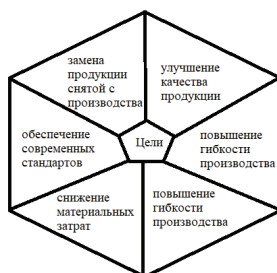 замена
продукции
снятой с
производства
улучшение
качества
продукции
обеспечение
современных
стандартов
Цели
повышение
гибкости
производства
снижение
материальных
затрат
повышение
гибкости
производства